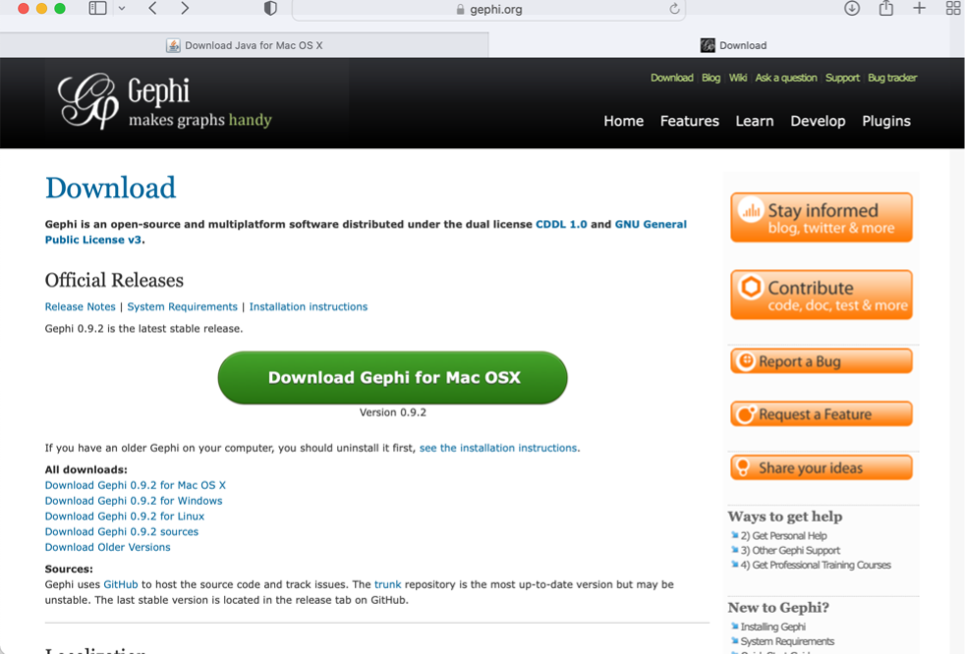 gephi.org
Download Java for Mac OS X
Download
Gephi
makes graphs handy
Download Blog Wiki Ask a question Support Bug tracker
Home Features Learn Develop Plugins
Download
Gephi is an open-source and multiplatform software distributed under the dual license CDDL 1.0 and GNU General
Public License v3.
Official Releases
Release Notes | System Requirements | Installation instructions
Gephi 0.9.2 is the latest stable release.
Download Gephi for Mac OSX
Version 0.9.2
If you have an older Gephi on your computer, you should uninstall it first, see the installation instructions.
All downloads:
Download Gephi 0.9.2 for Mac OS X
Download Gephi 0.9.2 for Windows
Download Gephi 0.9.2 for Linux
Download Gephi 0.9.2 sources
Download Older Versions
Sources:
Gephi uses GitHub to host the source code and track issues. The trunk repository is the most up-to-date version but may be
unstable. The last stable version is located in the release tab on GitHub.
Localization
Stay informed
blog, twitter & more
Contribute
code, doc, test & more
Report a Bug
Request a Feature
Share your ideas
Ways to get help
2) Get Personal Help
3) Other Gephi Support
4) Get Professional Training Courses
New to Gephi?
Installing Gephi
System Requirements